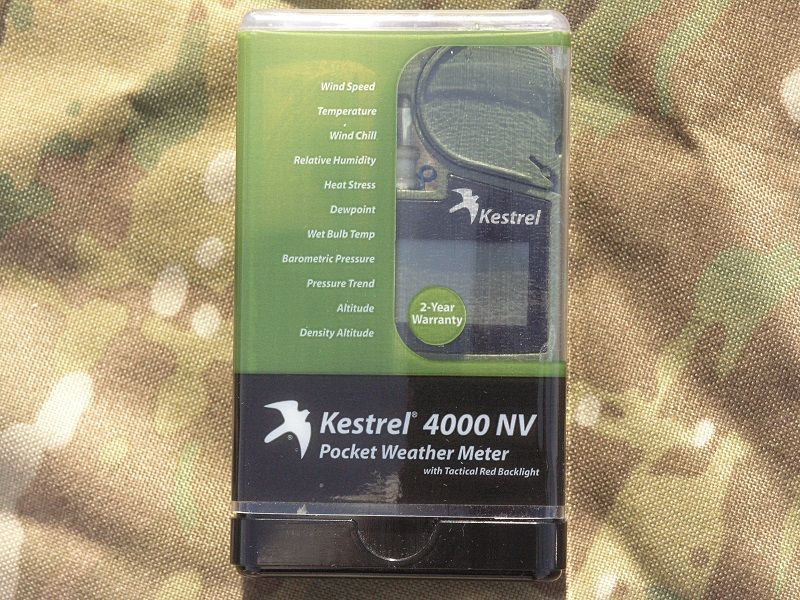 Wind Speed
Temperature
Wind Chill
Relative Humidity
Heat Stress
Dewpoint
Wet Bulb Temp
Barometric Pressure
Pressure Trend
Altitude
Density Altitude
Kestrel
2-Year
Warranty
Kestrel® 4000 NV
Pocket Weather Meter
with Tactical Red Backlight